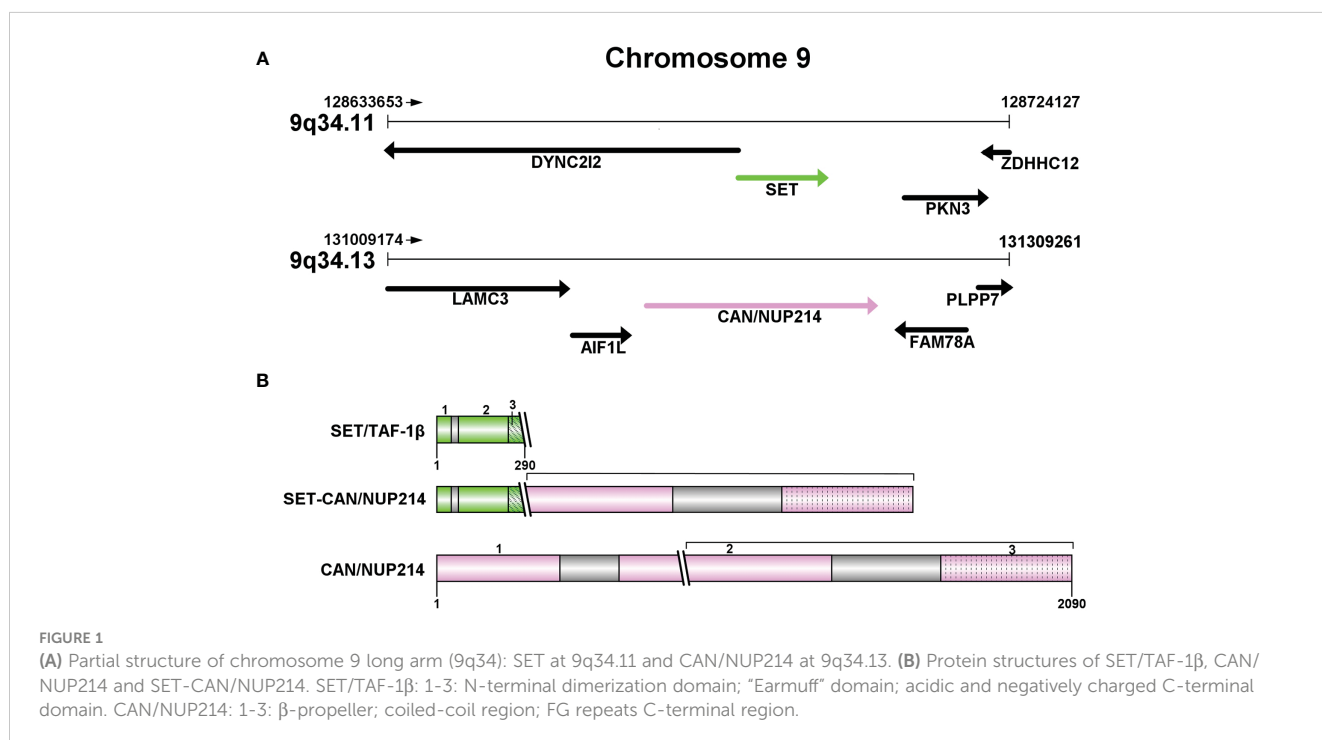 A
Chromosome 9
128633653
128724127
9q34.11
DYNC2I2
ZDHHC12
SET
PKN3
131009174
131309261
9q34.13
LAMC3
PLPP7
CAN/NUP214
AIF1L
FAM78A
B
1 2 3
SET/TAF-1β
1 290
SET-CAN/NUP214
1 2 3
CAN/NUP214
1 2090
FIGURE 1
(A) Partial structure of chromosome 9 long arm (9q34): SET at 9q34.11 and CAN/NUP214 at 9q34.13. (B) Protein structures of SET/TAF-1β, CAN/
NUP214 and SET-CAN/NUP214. SET/TAF-1β: 1-3: N-terminal dimerization domain; “Earmuff” domain; acidic and negatively charged C-terminal
domain. CAN/NUP214: 1-3: β-propeller; coiled-coil region; FG repeats C-terminal region.